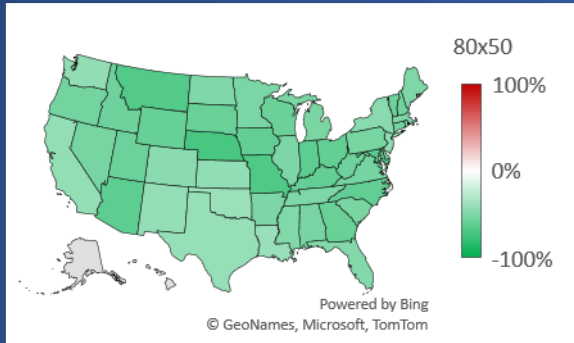 80x50
100%
0%
-100%
Powered by Bing
© GeoNames, Microsoft, TomTom